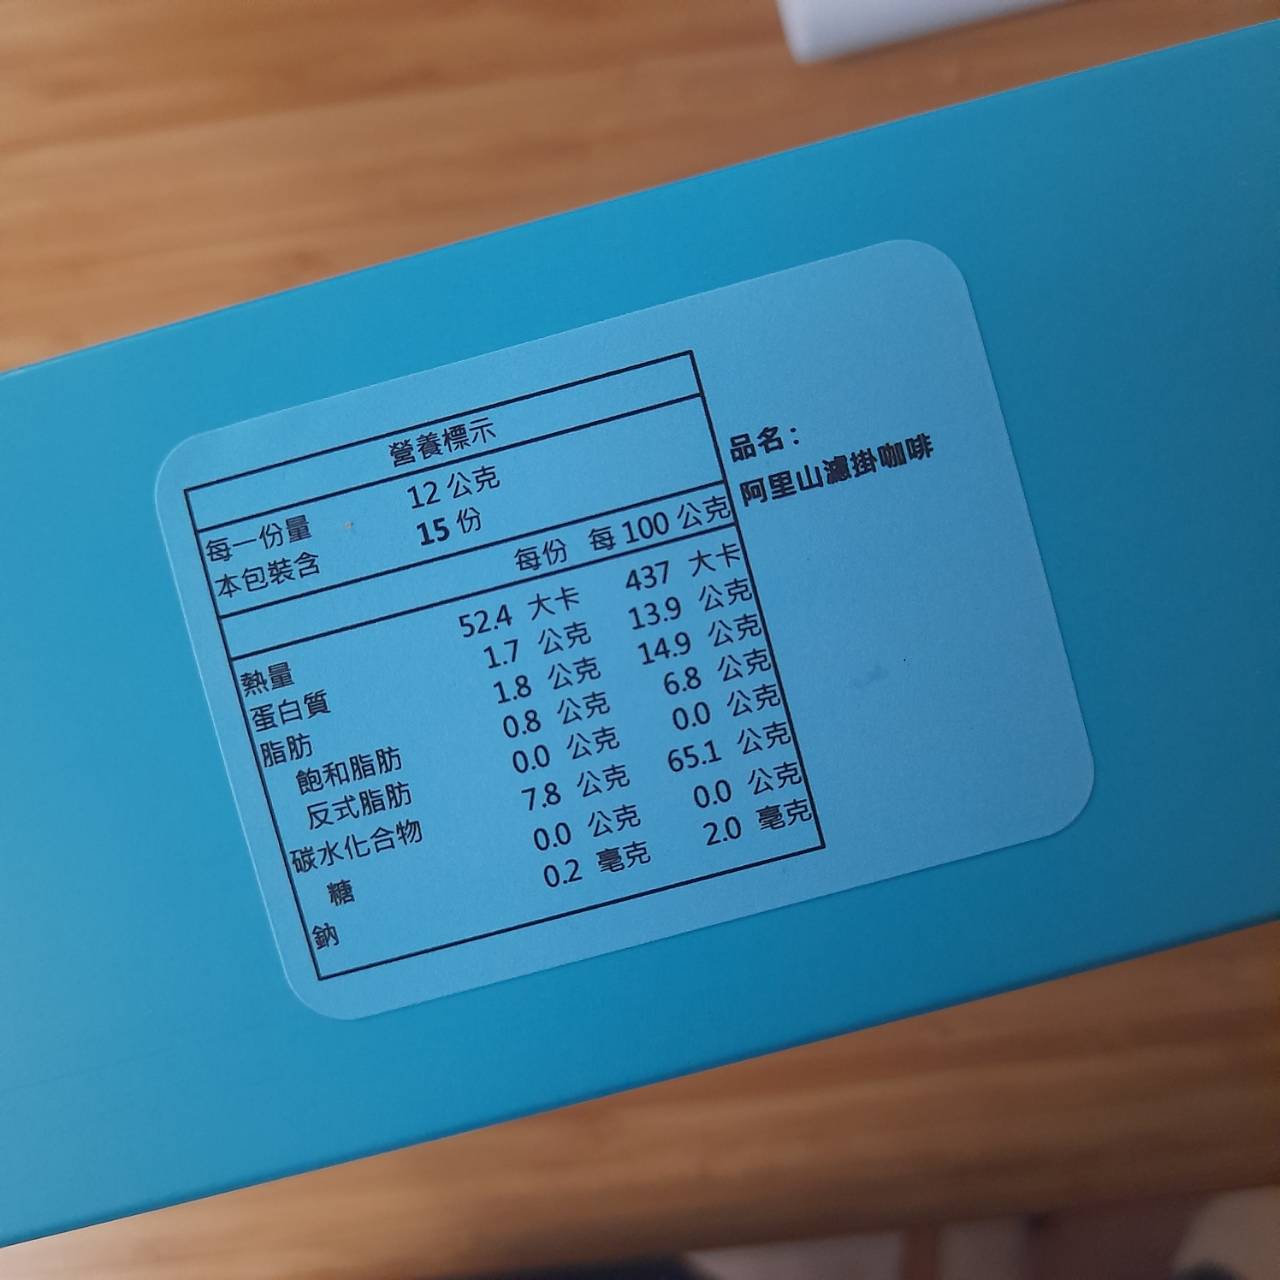 營養標示
每一份量 12 公克
本包裝含 15 份
每份 每 100 公克
熱量 52.4 大卡 437 大卡
蛋白質 1.7 公克 13.9 公克
脂肪 1.8 公克 14.9 公克
飽和脂肪 0.8 公克 6.8 公克
反式脂肪 0.0 公克 0.0 公克
碳水化合物 7.8 公克 65.1 公克
糖 0.0 公克 0.0 公克
鈉 0.2 毫克 2.0 毫克
品名：
阿里山濾掛咖啡